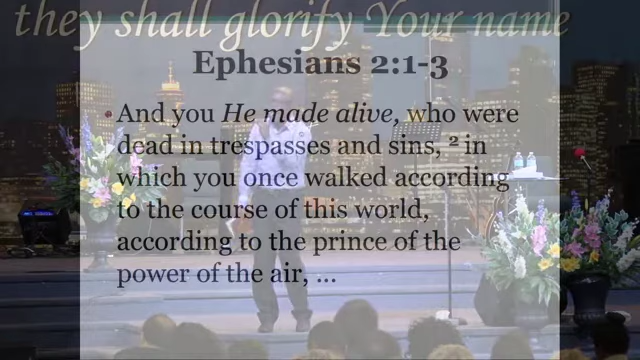 they shall glorify Your name
Ephesians 2:1-3
• And you He made alive, who were
dead in trespasses and sins, ² in
which you once walked according
to the course of this world,
according to the prince of the
power of the air, ...